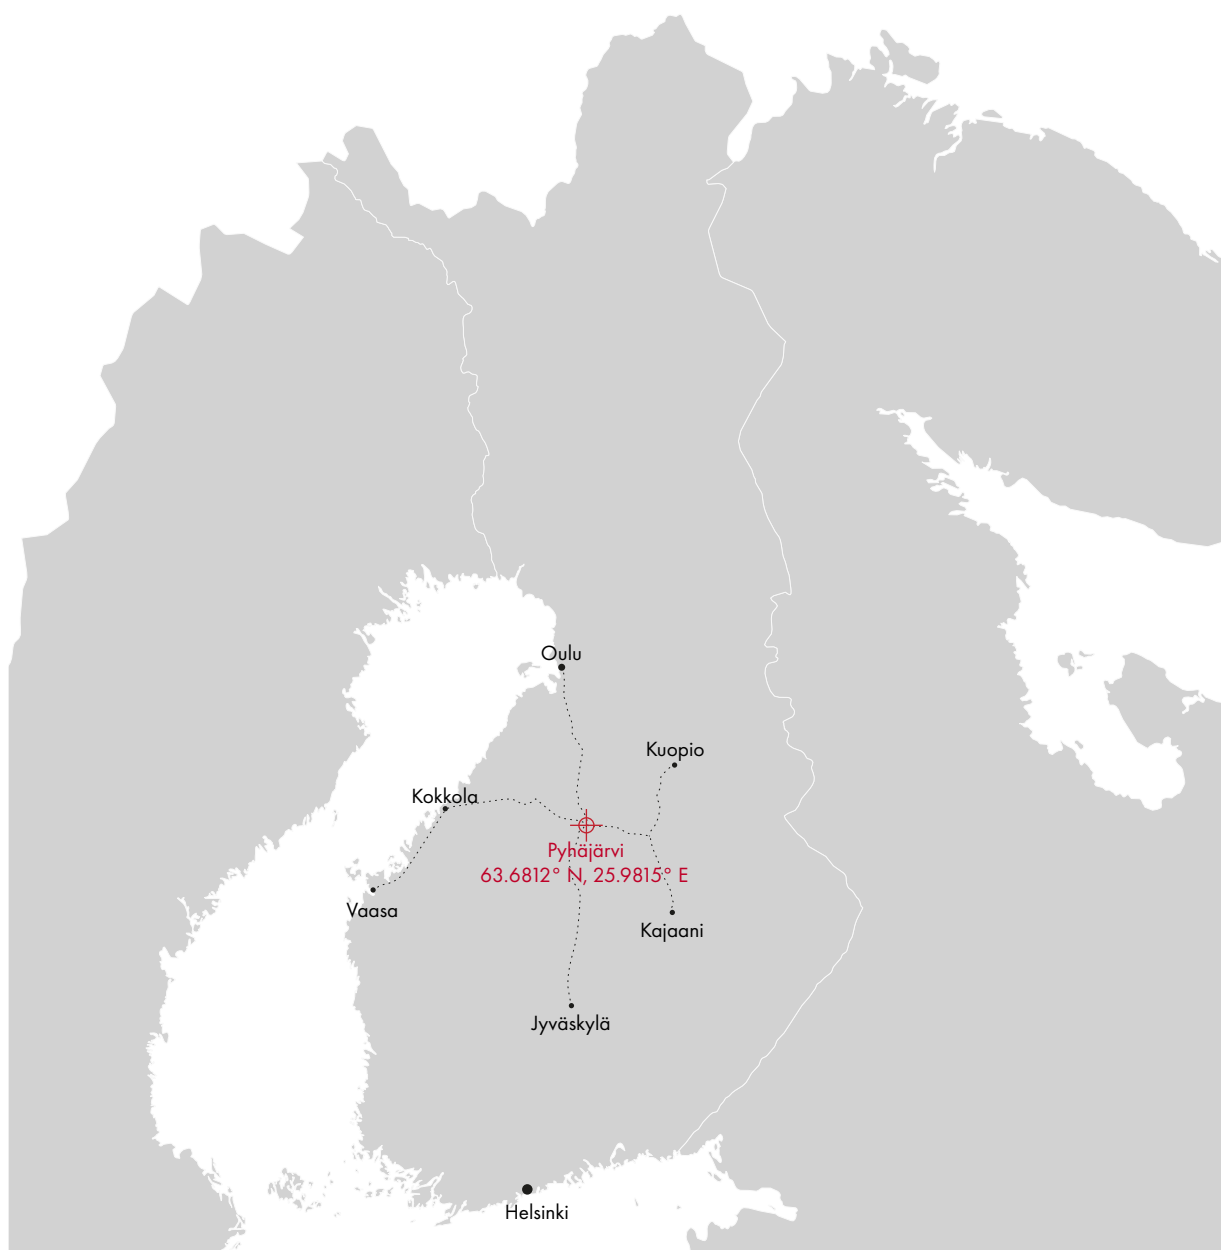 Oulu
Kuopio
Kokkola
Pyhäjärvi
63.6812° N, 25.9815° E
Vaasa
Kajaani
Jyväskylä
Helsinki